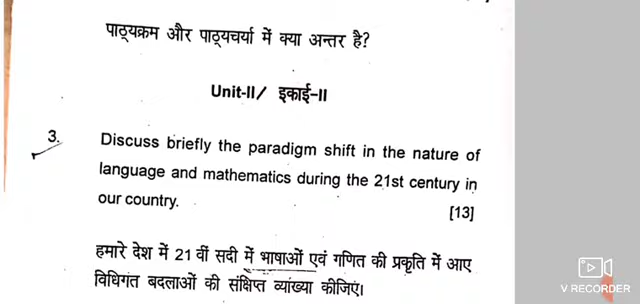 पाठ्यक्रम और पाठ्यचर्या में क्या अन्तर है?
Unit-II/ इकाई-II
3. Discuss briefly the paradigm shift in the nature of
language and mathematics during the 21st century in
our country. [13]
हमारे देश में 21 वीं सदी में भाषाओं एवं गणित की प्रकृति में आए
विधिगत बदलाओं की संक्षिप्त व्याख्या कीजिए।
V RECORDER